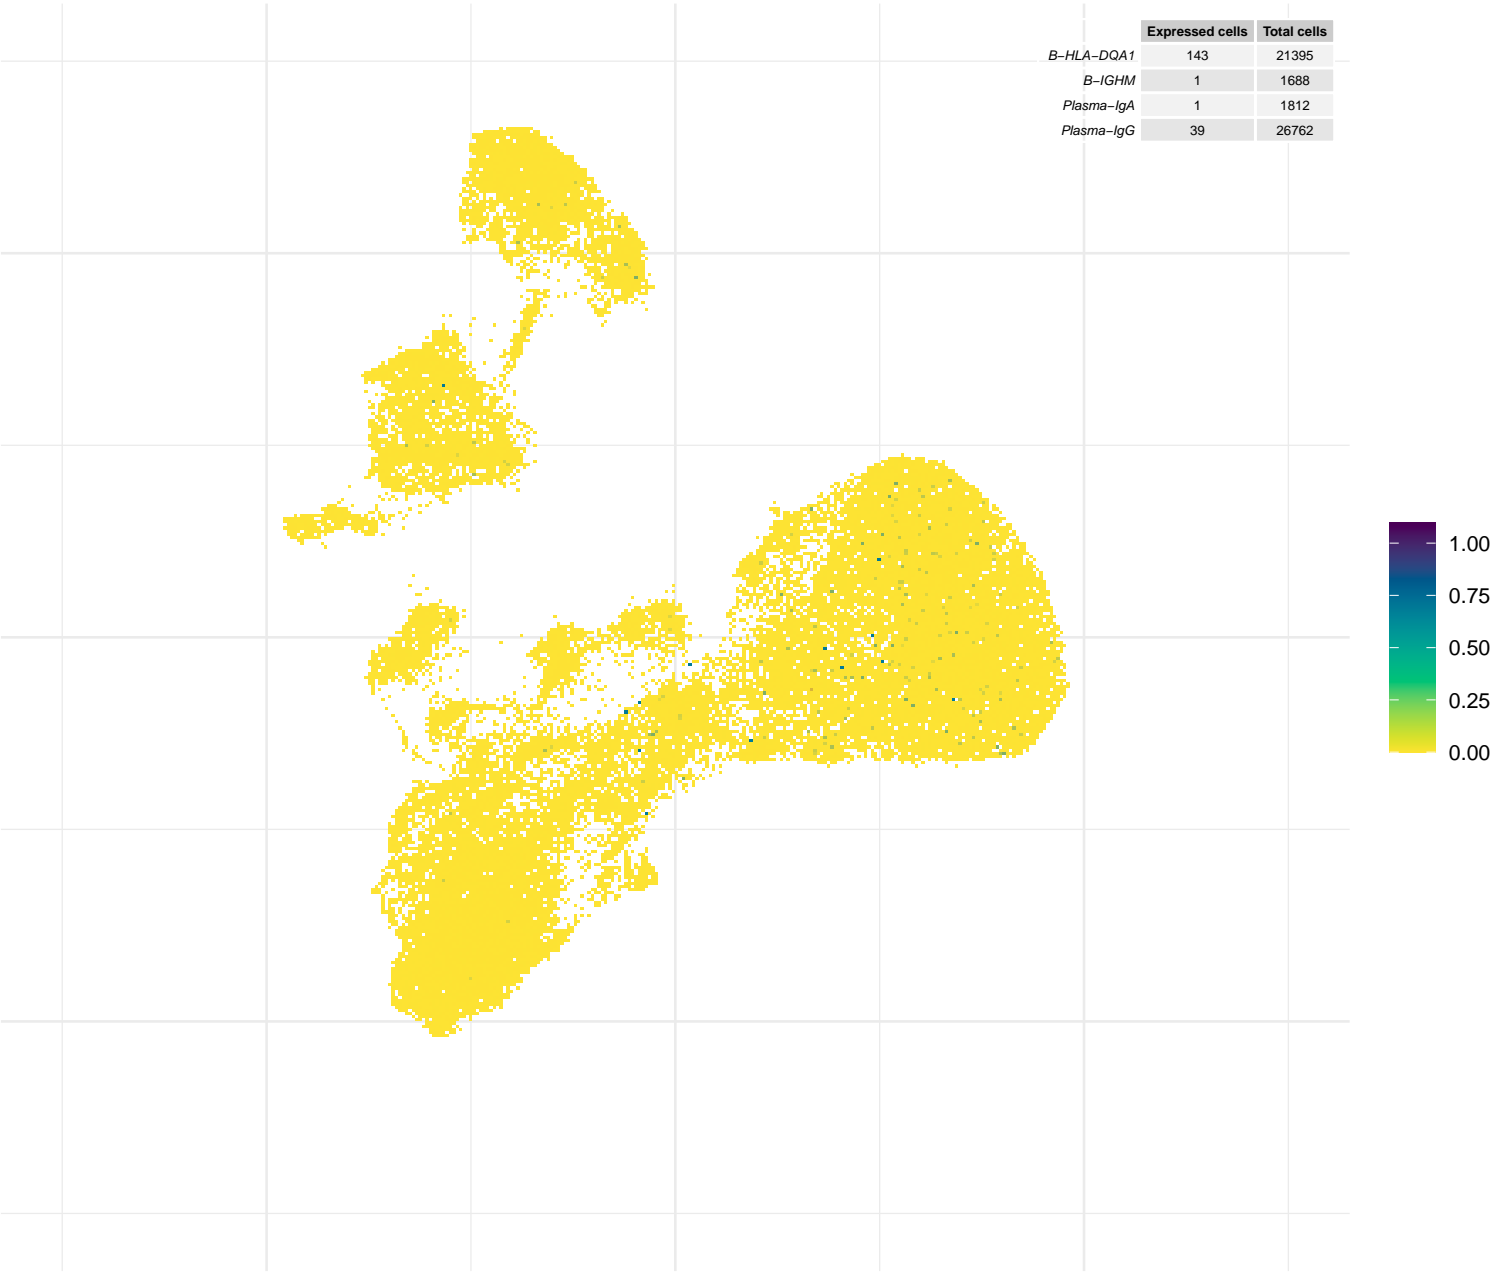 Expressed cells Total cells
B-HLA-DQA1 143 21395
B-IGHM 1 1688
Plasma-IgA 1 1812
Plasma-IgG 39 26762
1.00
0.75
0.50
0.25
0.00